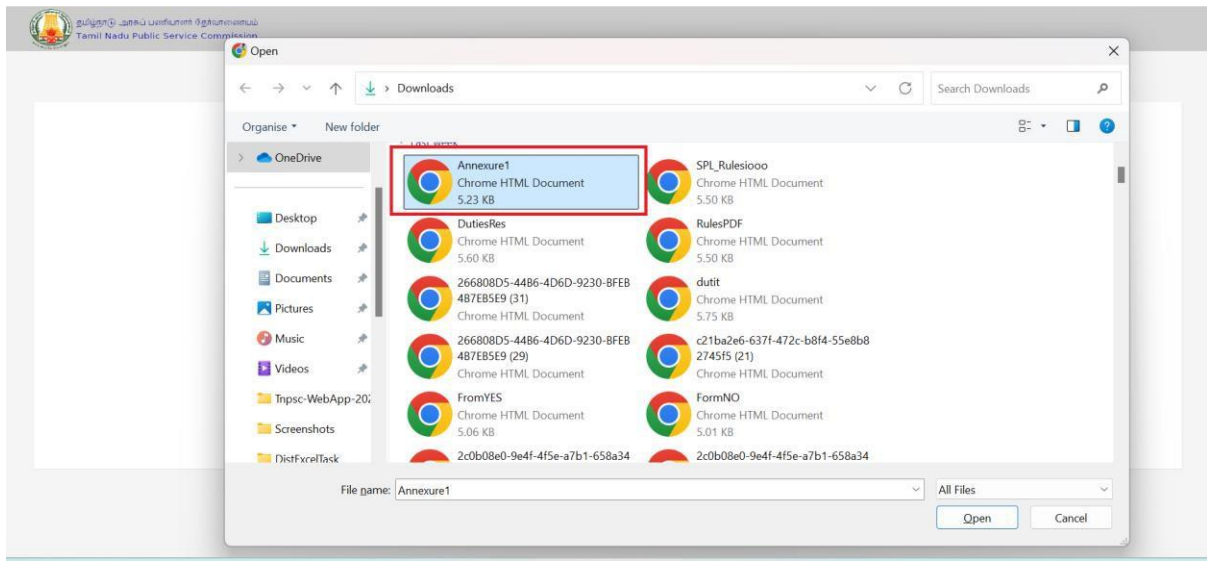 தமிழ்நாடு அரசுப் பணியாளர் தேர்வாணையம்
Tamil Nadu Public Service Commission
Open
Downloads
Search Downloads
Organise
New folder
Last week
OneDrive
Annexure1
Chrome HTML Document
5.23 KB
SPL_Rulesiooo
Chrome HTML Document
5.50 KB
Desktop
DutiesRes
Chrome HTML Document
5.60 KB
RulesPDF
Chrome HTML Document
5.50 KB
Downloads
Documents
266808D5-44B6-4D6D-9230-BFEB
4B7EB5E9 (31)
Chrome HTML Document
dutit
Chrome HTML Document
5.75 KB
Pictures
Music
266808D5-44B6-4D6D-9230-BFEB
4B7EB5E9 (29)
Chrome HTML Document
c21ba2e6-637f-472c-b8f4-55e8b8
2745f5 (21)
Chrome HTML Document
Videos
Tnpsc-WebApp-202
FromYES
Chrome HTML Document
5.06 KB
FormNO
Chrome HTML Document
5.01 KB
Screenshots
DistExcelTask
2c0b08e0-9e4f-4f5e-a7b1-658a34
2c0b08e0-9e4f-4f5e-a7b1-658a34
File name: Annexure1
All Files
Open
Cancel